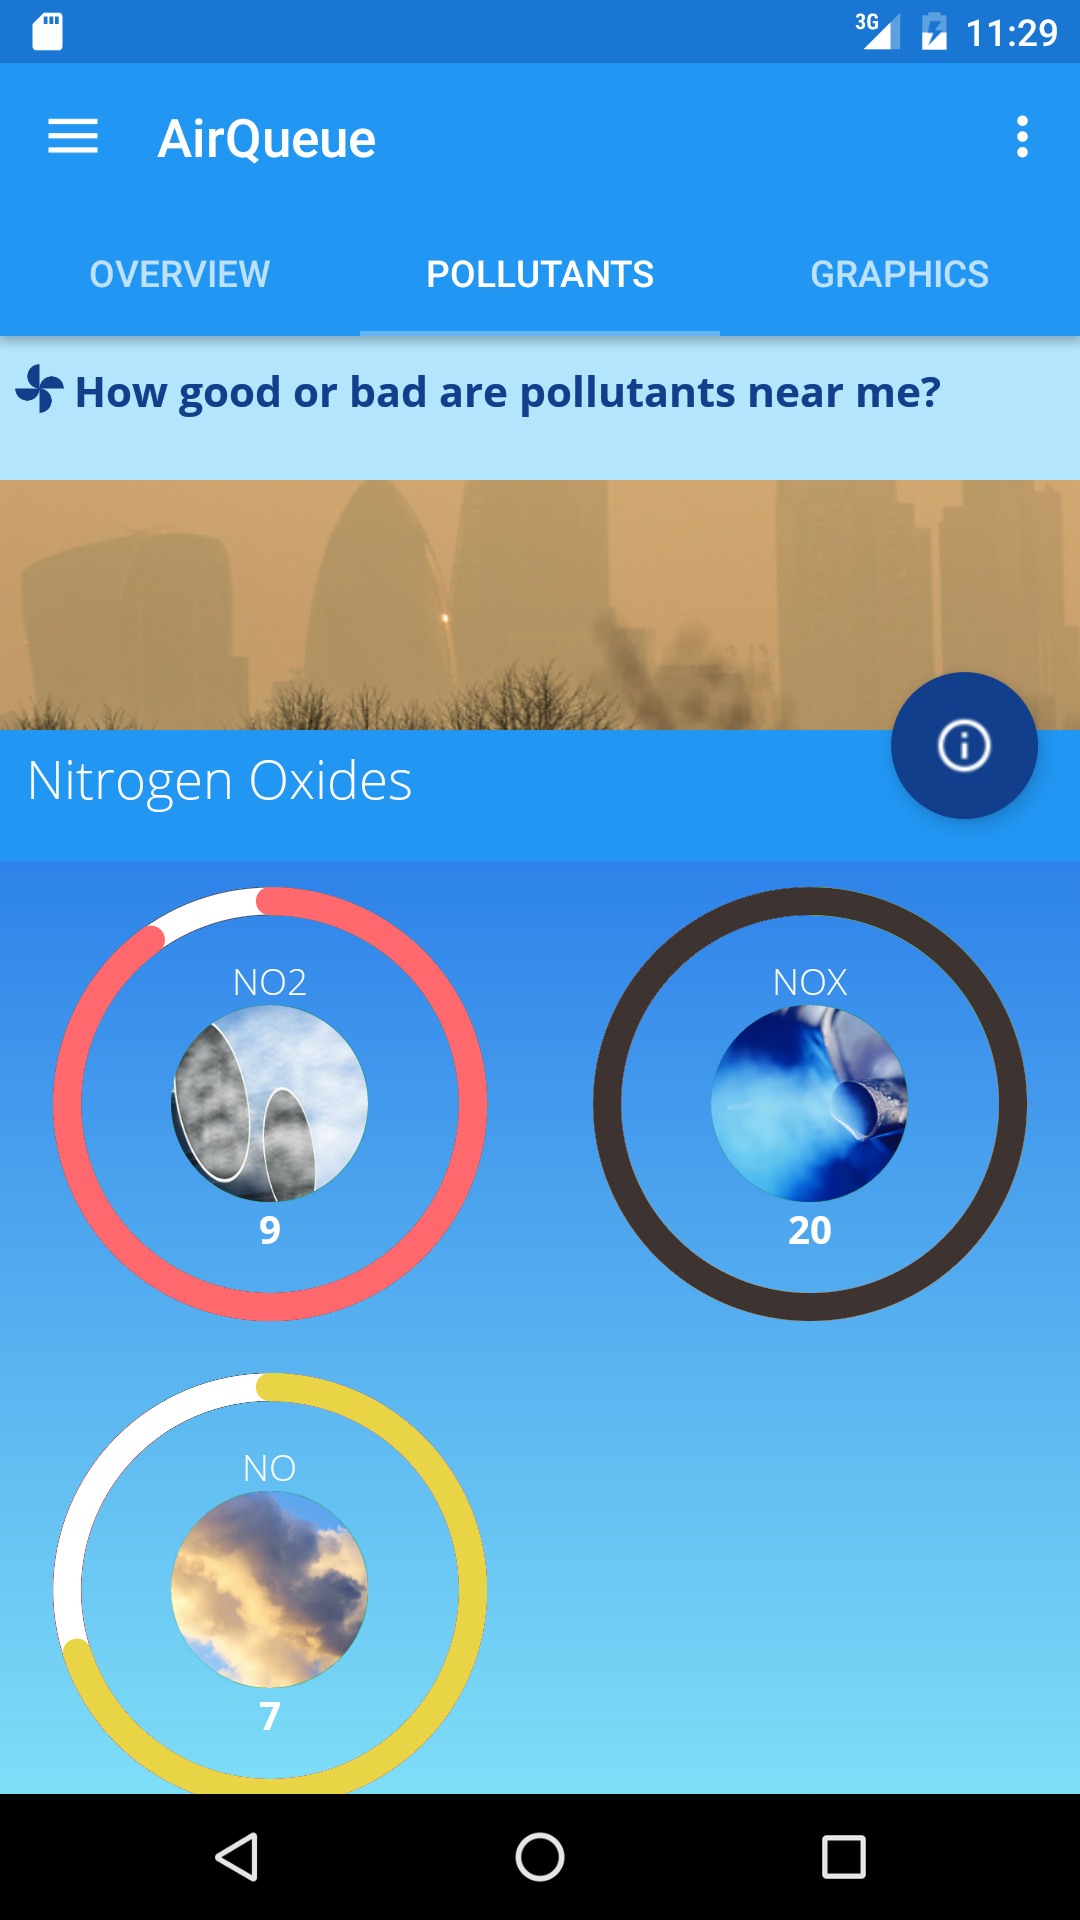 3G 11:29
AirQueue
OVERVIEW POLLUTANTS GRAPHICS
How good or bad are pollutants near me?
Nitrogen Oxides
NO2 NOX
9 20
NO
7